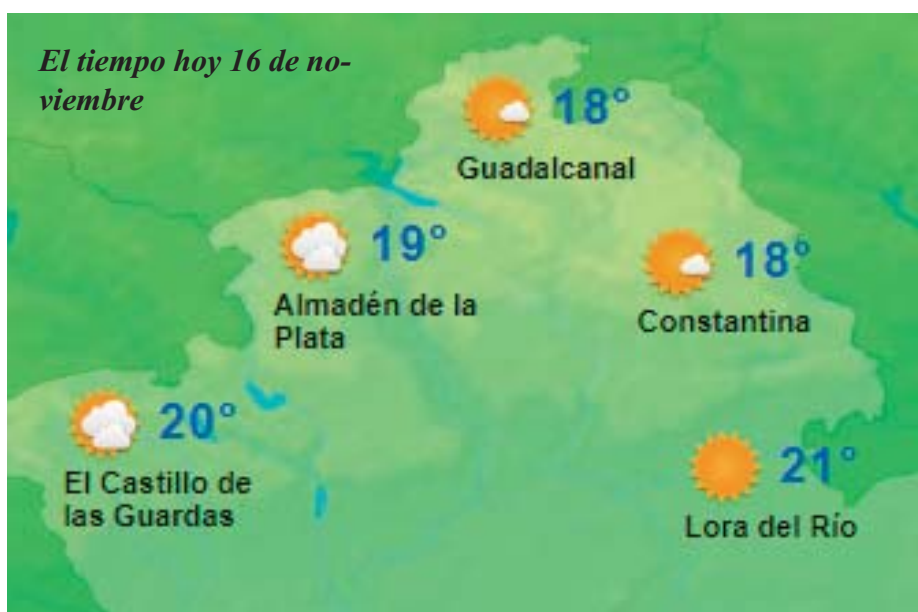 El tiempo hoy 16 de no-
viembre
18°
Guadalcanal
19°
Almadén de la
Plata
18°
Constantina
20°
El Castillo de
las Guardas
21°
Lora del Río